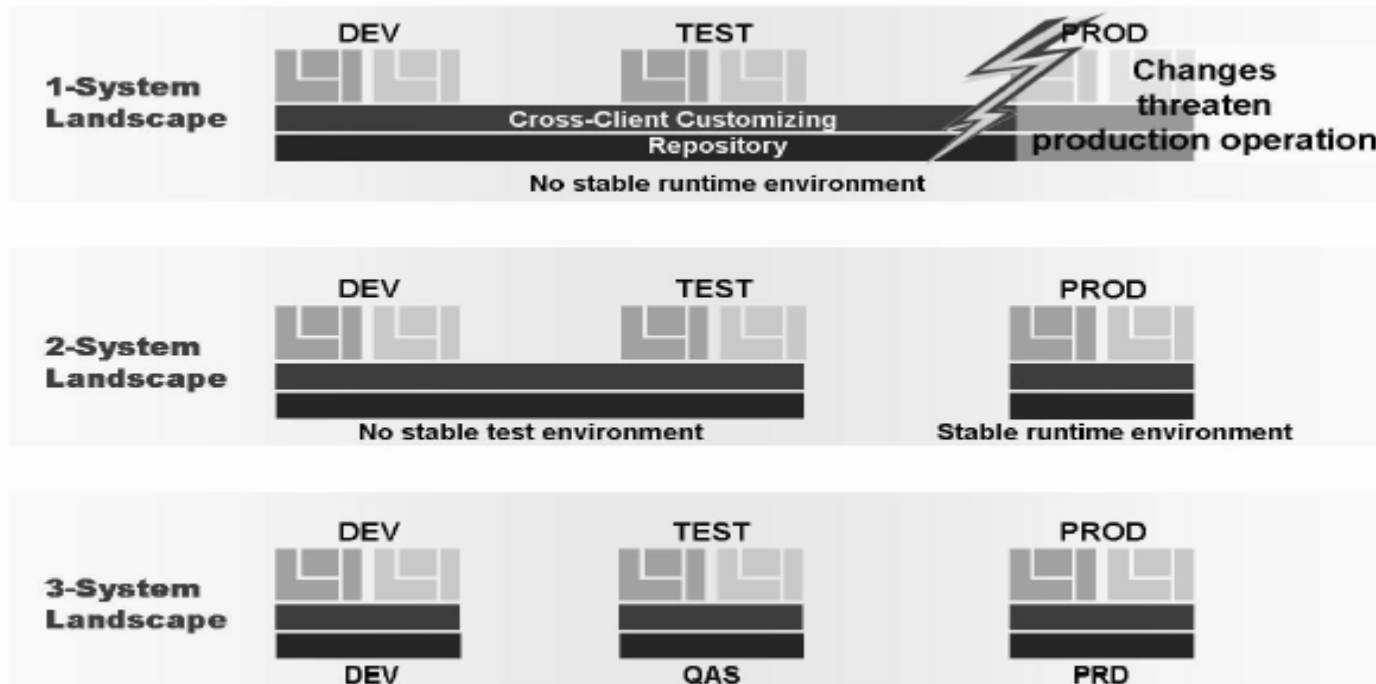 DEV
TEST
PROD
1-System
Landscape
Changes
threaten
production operation
Cross-Client Customizing
Repository
No stable runtime environment
DEV
TEST
PROD
2-System
Landscape
No stable test environment
Stable runtime environment
DEV
TEST
PROD
3-System
Landscape
DEV
QAS
PRD